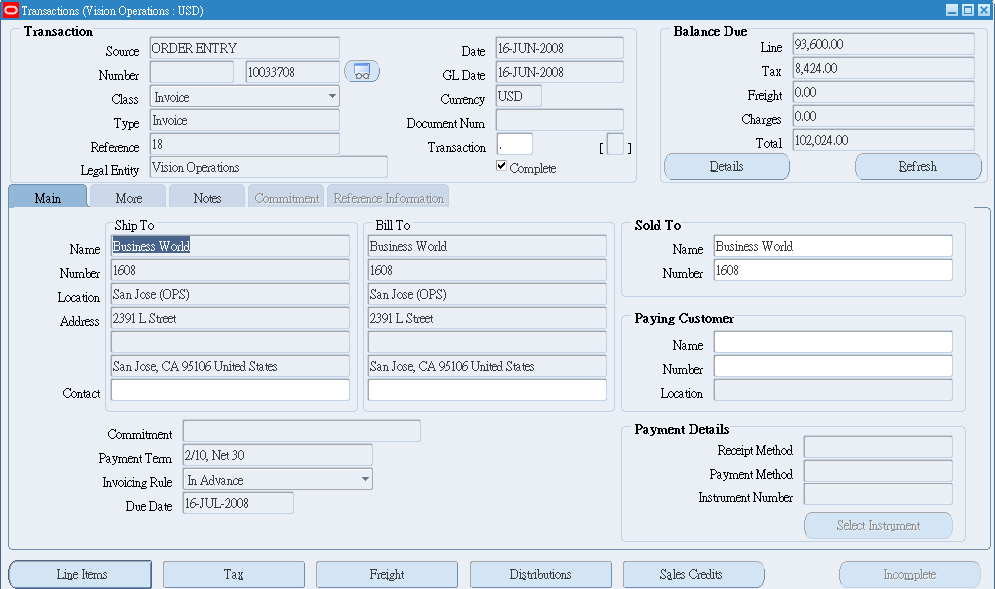 Transactions (Vision Operations : USD)
Transaction
Source ORDER ENTRY
Number 10033708
Class Invoice
Type Invoice
Reference 18
Legal Entity Vision Operations
Date 16-JUN-2008
GL Date 16-JUN-2008
Currency USD
Document Num
Transaction . [ ]
Complete
Balance Due
Line 93,600.00
Tax 8,424.00
Freight 0.00
Charges 0.00
Total 102,024.00
Details Refresh
Main More Notes Commitment Reference Information
Ship To Bill To
Name Business World Business World
Number 1608 1608
Location San Jose (OPS) San Jose (OPS)
Address 2391 L Street 2391 L Street
San Jose, CA 95106 United States San Jose, CA 95106 United States
Contact
Commitment
Payment Term 2/10, Net 30
Invoicing Rule In Advance
Due Date 16-JUL-2008
Sold To
Name Business World
Number 1608
Paying Customer
Name
Number
Location
Payment Details
Receipt Method
Payment Method
Instrument Number
Select Instrument
Line Items Tax Freight Distributions Sales Credits Incomplete